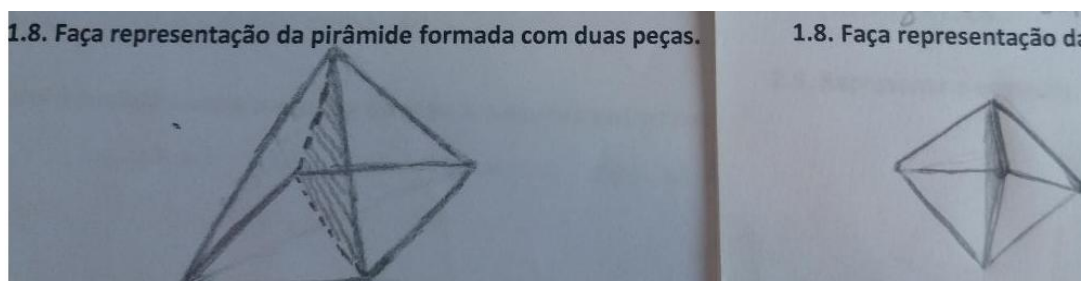 1.8. Faça representação da pirâmide formada com duas peças.
1.8. Faça representação da